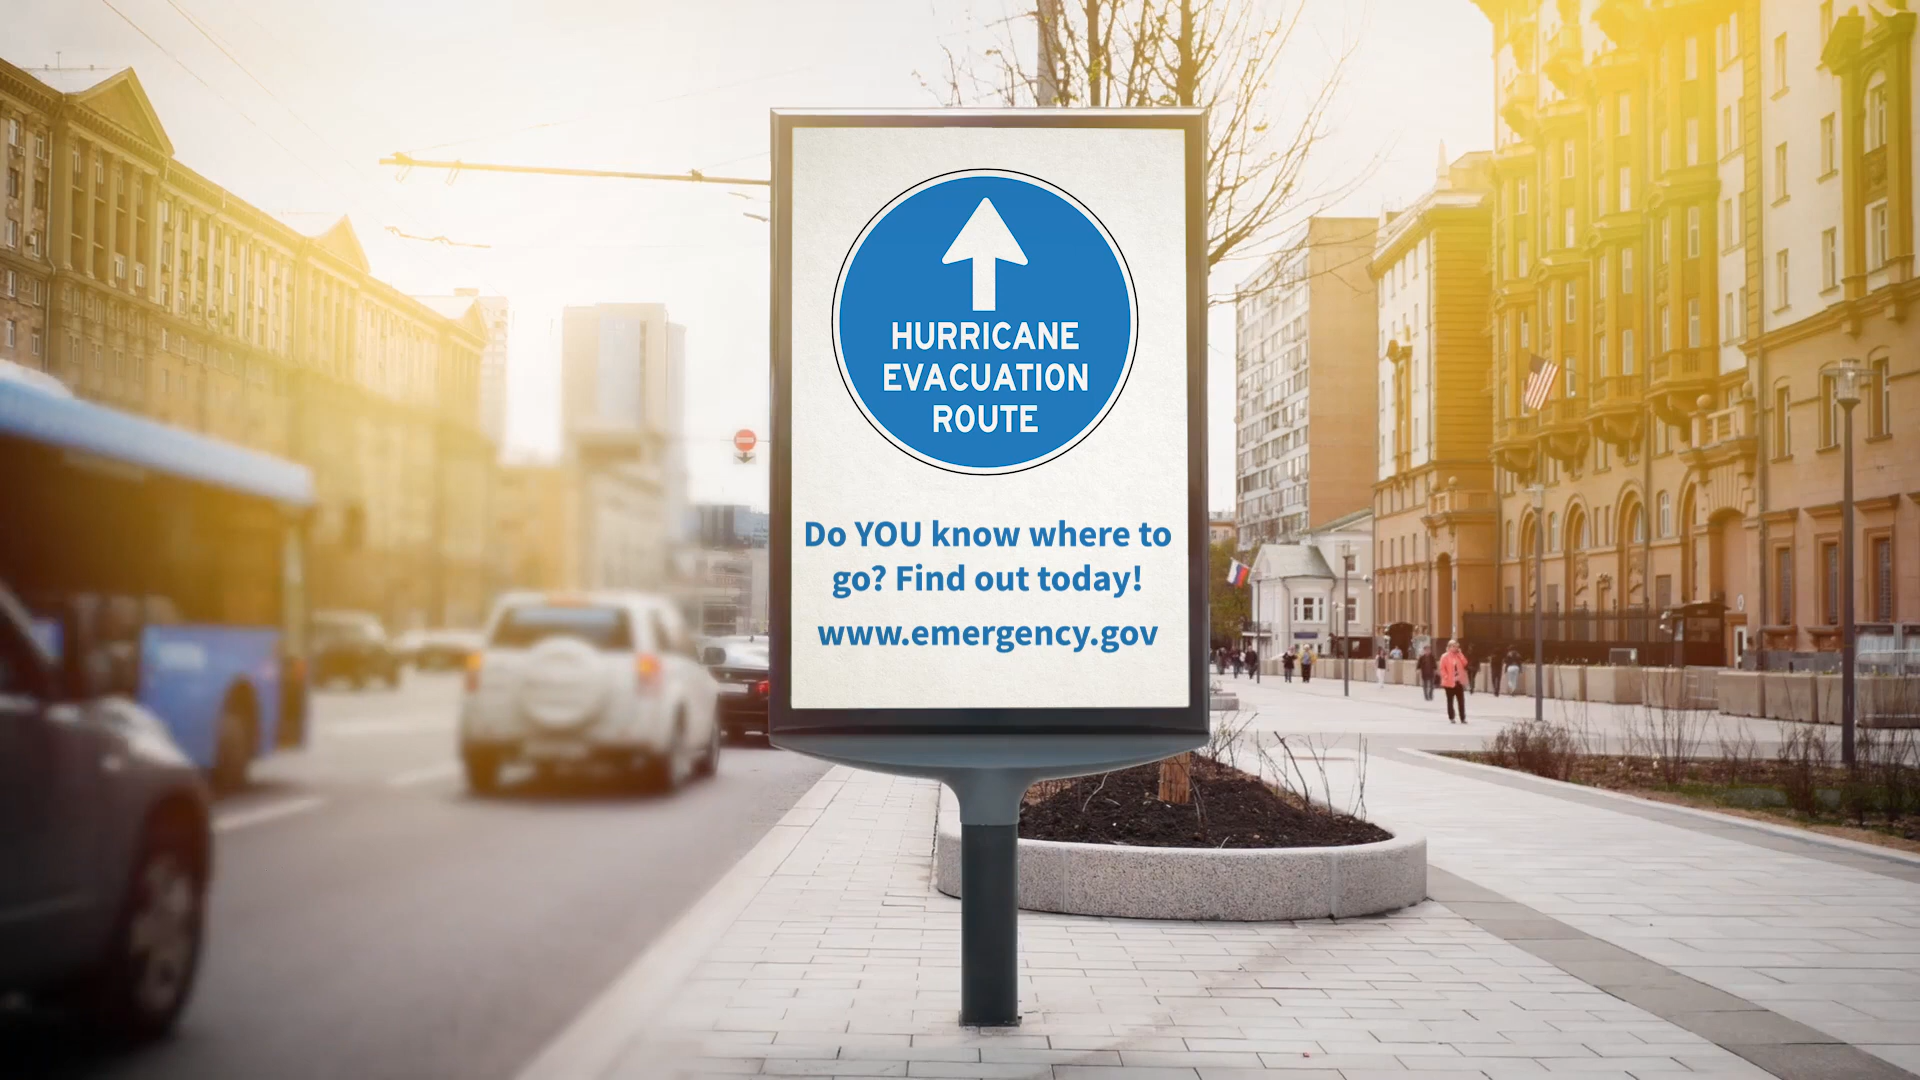 HURRICANE
EVACUATION
ROUTE
Do YOU know where to
go? Find out today!
www.emergency.gov